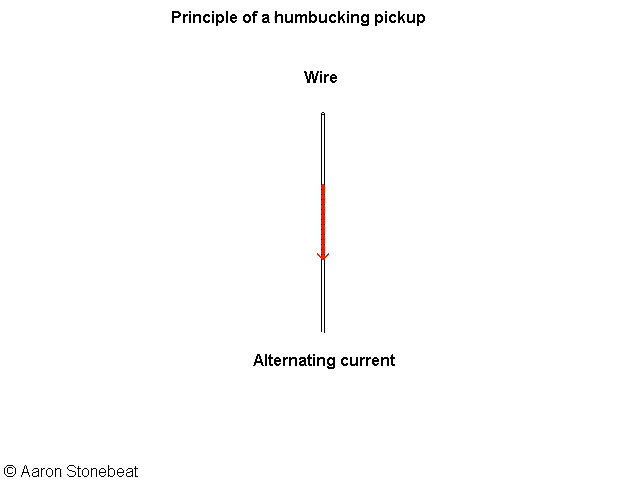 Principle of a humbucking pickup
Wire
Alternating current
© Aaron Stonebeat